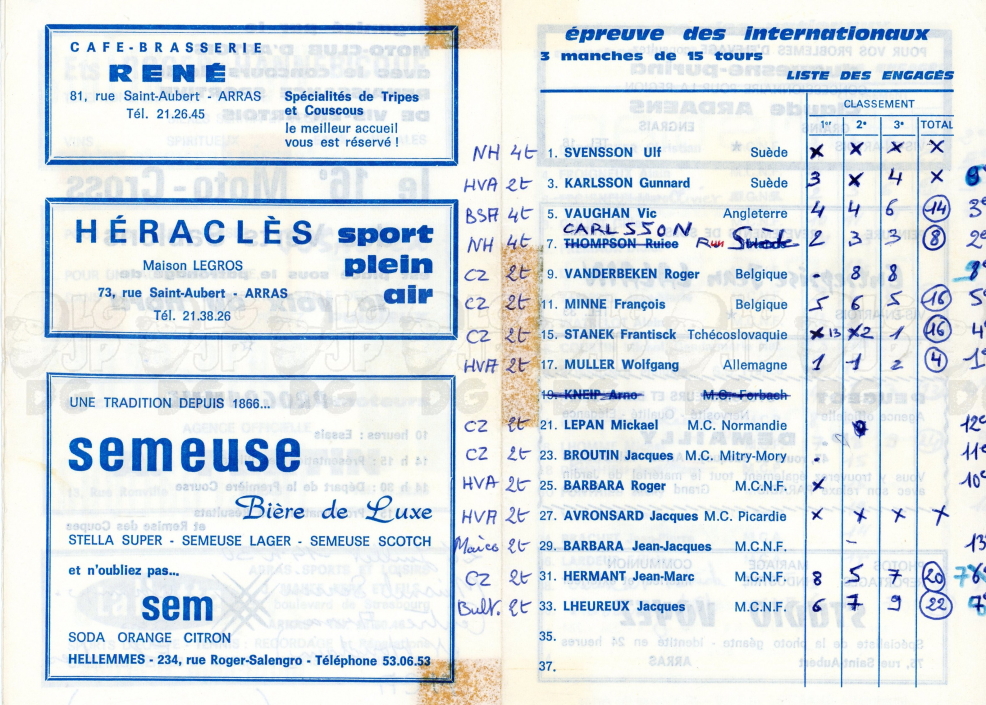 CAFE-BRASSERIE
RENÉ
81, rue Saint-Aubert - ARRAS
Tél. 21.26.45
Spécialités de Tripes
et Couscous
le meilleur accueil
vous est réservé !
HÉRACLÈS sport
plein
air
Maison LEGROS
73, rue Saint-Aubert - ARRAS
Tél. 21.38.26
UNE TRADITION DEPUIS 1866...
semeuse
Bière de Luxe
STELLA SUPER - SEMEUSE LAGER - SEMEUSE SCOTCH
et n'oubliez pas...
sem
SODA ORANGE CITRON
HELLEMMES - 234, rue Roger-Salengro - Téléphone 53.06.53
épreuve des internationaux
3 manches de 15 tours
LISTE DES ENGAGÉS
CLASSEMENT
1er 2e 3e TOTAL
NH 4t 1. SVENSSON Ulf Suède x x x x
HVA 2t 3. KARLSSON Gunnard Suède 3 x 4 x
BSA 4t 5. VAUGHAN Vic Angleterre 4 4 6 14 3e
CARLSSON
NH 4t 7. THOMPSON Ruice Suède 2 3 3 8 2e
CZ 2t 9. VANDERBEKEN Roger Belgique - 8 8
CZ 2t 11. MINNE François Belgique 5 6 5 16 5e
CZ 2t 15. STANEK Frantisck Tchécoslovaquie x 13 x2 1 16 4e
HVA 2t 17. MULLER Wolfgang Allemagne 1 1 2 4 1e
19. KNEIP Arno M.C. Forbach
CZ 2t 21. LEPAN Mickael M.C. Normandie 12e
CZ 2t 23. BROUTIN Jacques M.C. Mitry-Mory - 11e
HVA 2t 25. BARBARA Roger M.C.N.F. x 10e
HVA 2t 27. AVRONSARD Jacques M.C. Picardie x x x x
Maico 2t 29. BARBARA Jean-Jacques M.C.N.F. - 13
CZ 2t 31. HERMANT Jean-Marc M.C.N.F. 8 5 7 20 6e
Bult. 2t 33. LHEUREUX Jacques M.C.N.F. 6 7 9 22 7e
35.
37.